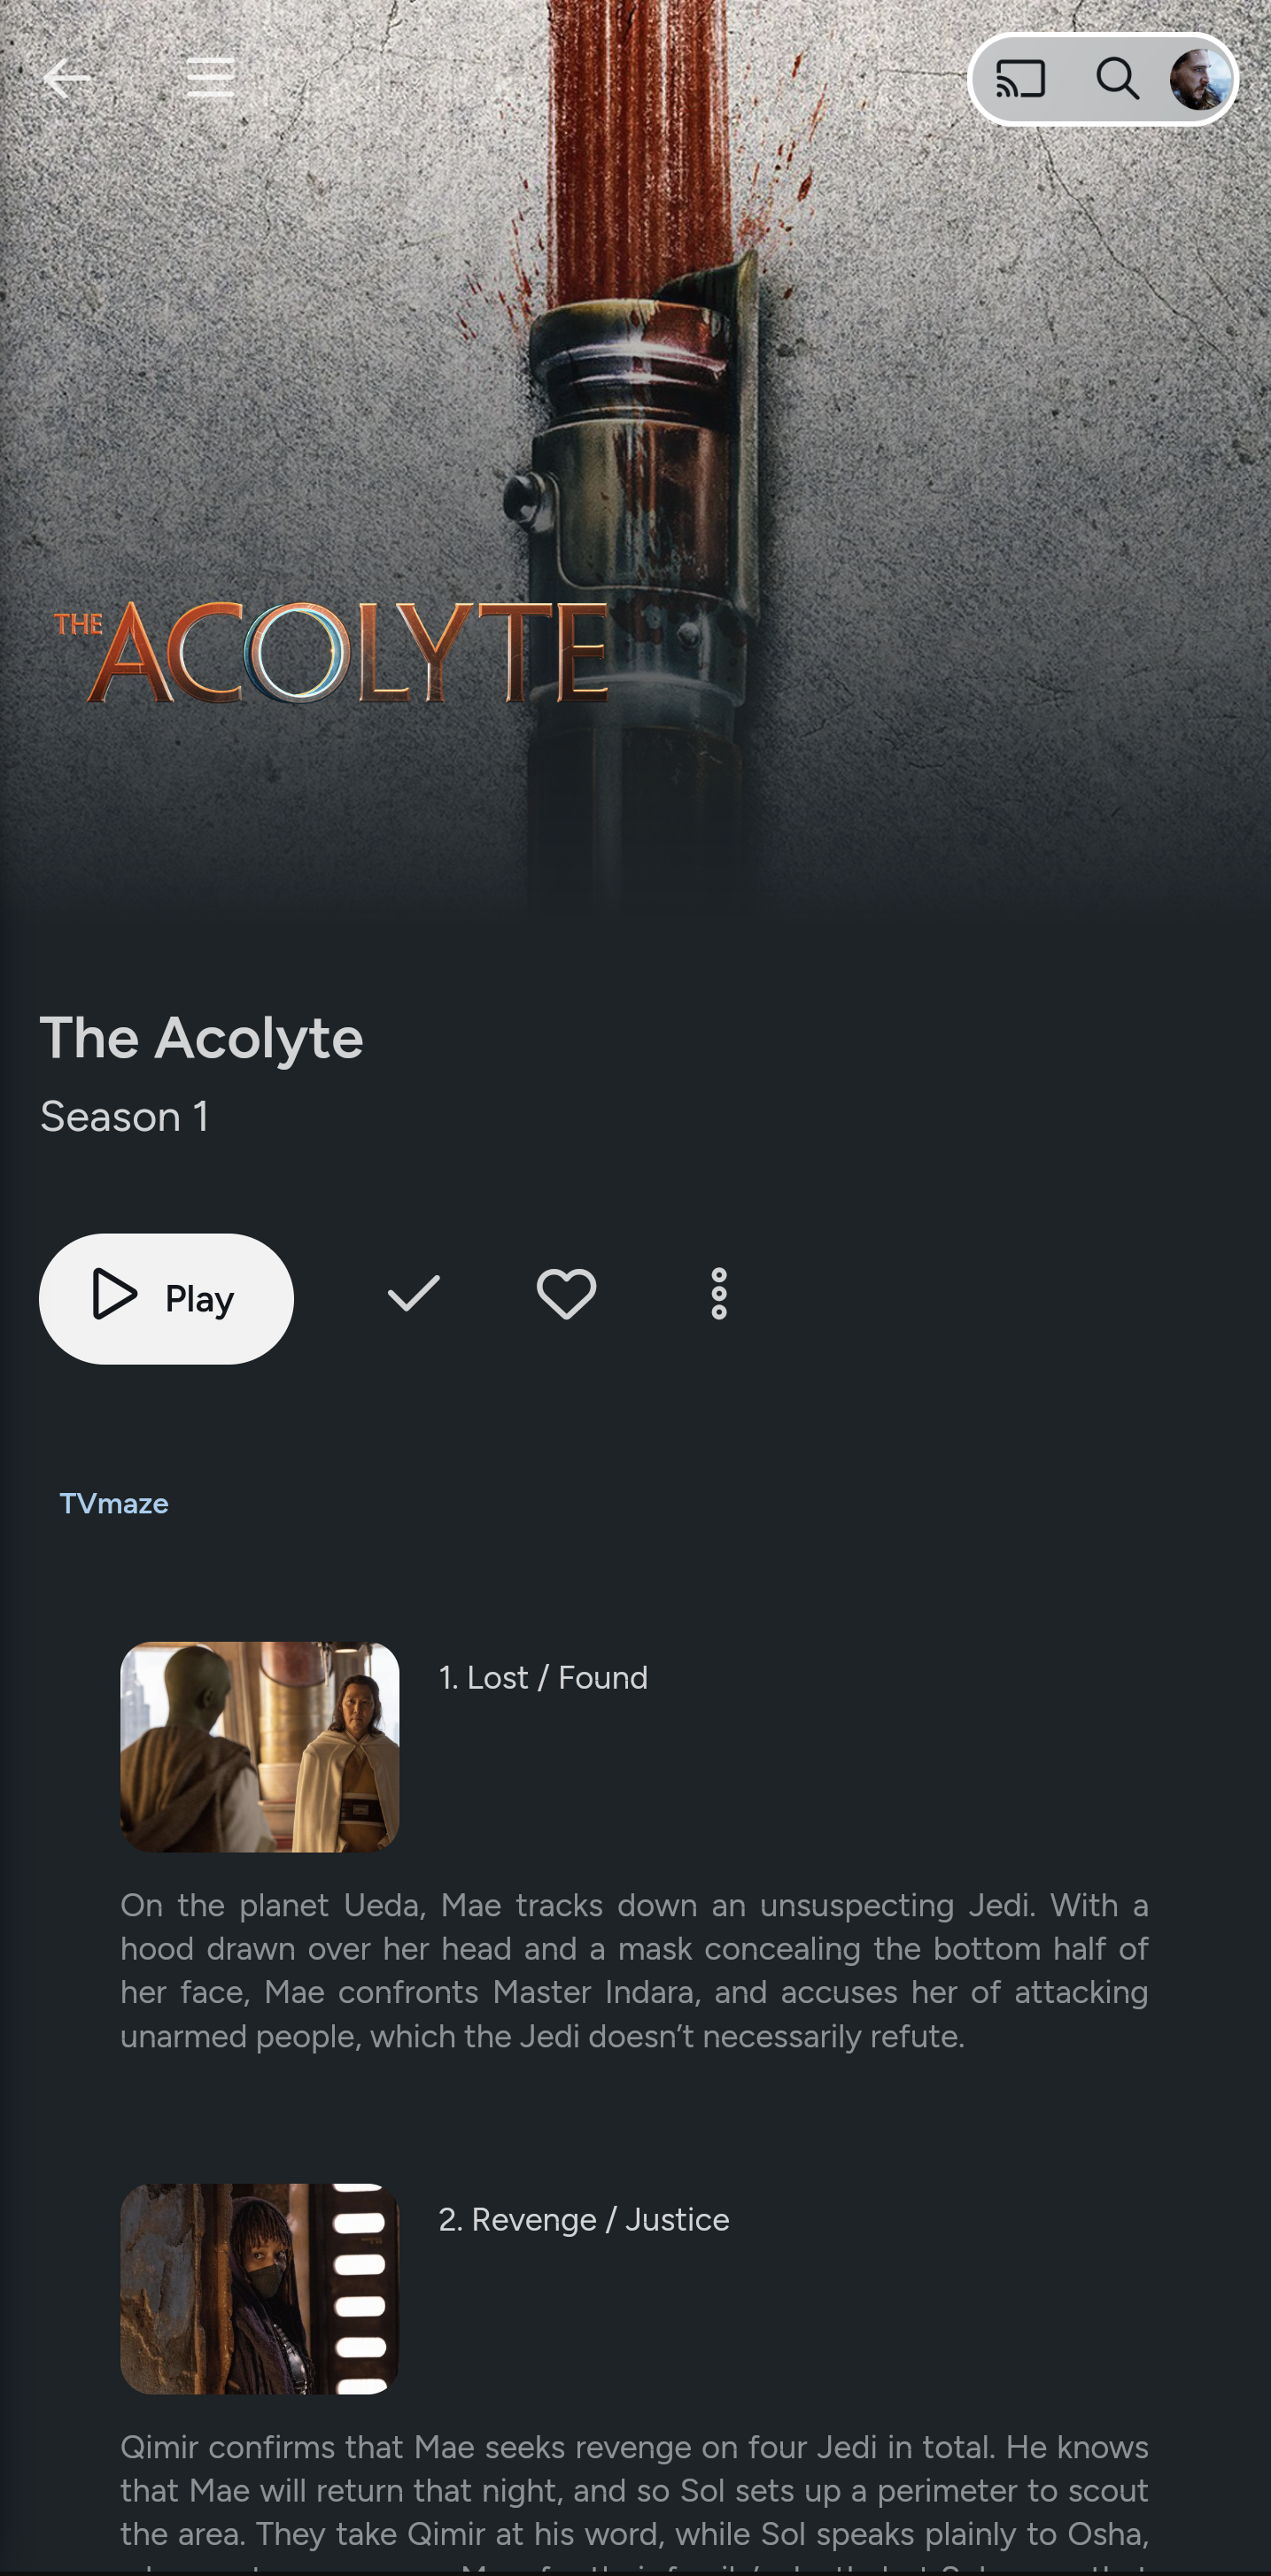 THE ACOLYTE
The Acolyte
Season 1
Play
TVmaze
1. Lost / Found
On the planet Ueda, Mae tracks down an unsuspecting Jedi. With a
hood drawn over her head and a mask concealing the bottom half of
her face, Mae confronts Master Indara, and accuses her of attacking
unarmed people, which the Jedi doesn’t necessarily refute.
2. Revenge / Justice
Qimir confirms that Mae seeks revenge on four Jedi in total. He knows
that Mae will return that night, and so Sol sets up a perimeter to scout
the area. They take Qimir at his word, while Sol speaks plainly to Osha,